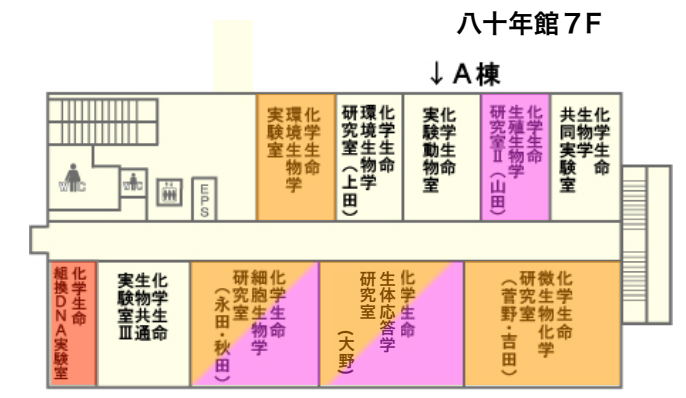 八十年館７F
↓A棟
化学生命
環境生物学
実験室
化学生命
環境生物学
研究室（上田）
化学生命
実験動物室
化学生命
生殖生物学
研究室Ⅱ（山田）
化学生命
生物学
共同実験室
WC
WC
EPS
化学生命
組換DNA実験室
化学生命
生物共通
実験室Ⅲ
化学生命
細胞生物学
研究室
（永田・秋田）
化学生命
生体応答学
研究室
（大野）
化学生命
微生物化学
研究室
（菅野・吉田）